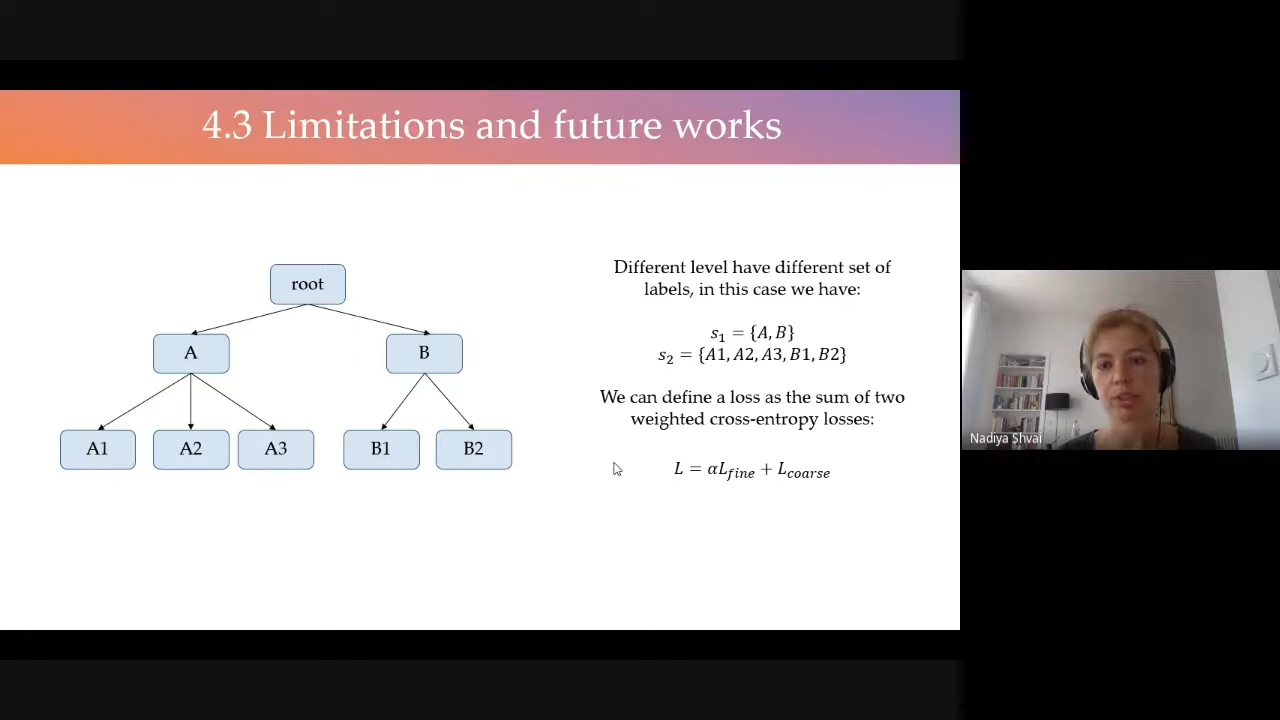 4.3 Limitations and future works
root
A
B
A1
A2
A3
B1
B2
Different level have different set of
labels, in this case we have:
s₁ = {A, B}
s₂ = {A1, A2, A3, B1, B2}
We can define a loss as the sum of two
weighted cross-entropy losses:
L = αL_fine + L_coarse
Nadiya Shvai